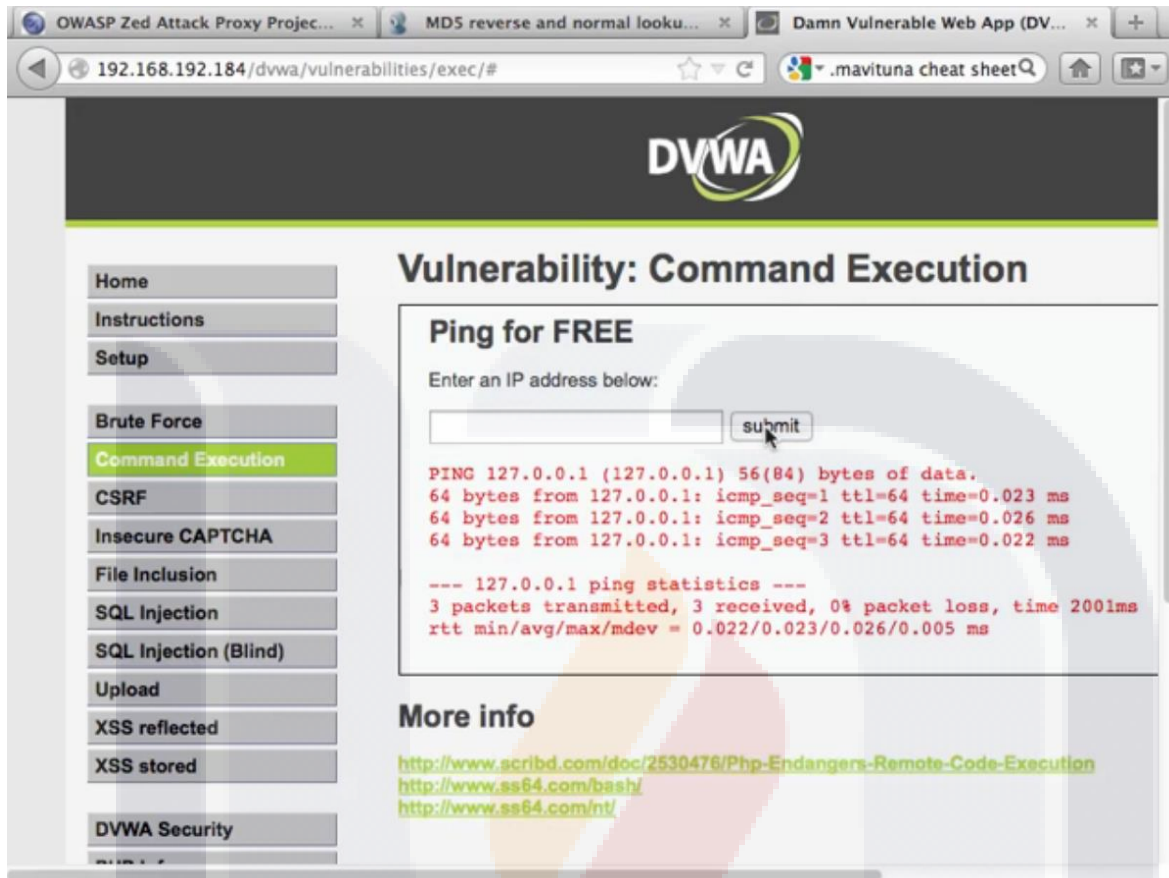 OWASP Zed Attack Proxy Projec...
MD5 reverse and normal looku...
Damn Vulnerable Web App (DV...
192.168.192.184/dvwa/vulnerabilities/exec/#
.mavituna cheat sheet
DVWA
Home
Instructions
Setup
Brute Force
Command Execution
CSRF
Insecure CAPTCHA
File Inclusion
SQL Injection
SQL Injection (Blind)
Upload
XSS reflected
XSS stored
DVWA Security
Vulnerability: Command Execution
Ping for FREE
Enter an IP address below:
submit
PING 127.0.0.1 (127.0.0.1) 56(84) bytes of data.
64 bytes from 127.0.0.1: icmp_seq=1 ttl=64 time=0.023 ms
64 bytes from 127.0.0.1: icmp_seq=2 ttl=64 time=0.026 ms
64 bytes from 127.0.0.1: icmp_seq=3 ttl=64 time=0.022 ms
--- 127.0.0.1 ping statistics ---
3 packets transmitted, 3 received, 0% packet loss, time 2001ms
rtt min/avg/max/mdev = 0.022/0.023/0.026/0.005 ms
More info
http://www.scribd.com/doc/2530476/Php-Endangers-Remote-Code-Execution
http://www.ss64.com/bash/
http://www.ss64.com/nt/